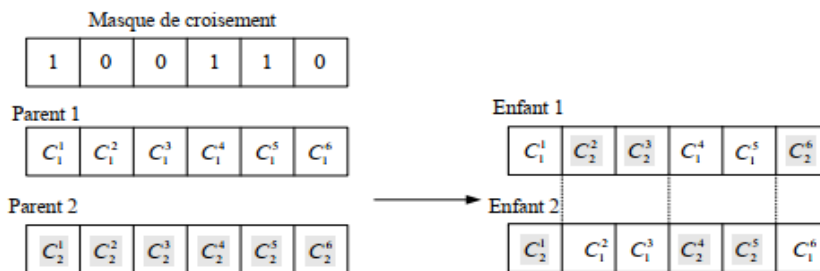 Masque de croisement
1 0 0 1 1 0
Parent 1
C₁¹ C₁² C₁³ C₁⁴ C₁⁵ C₁⁶
Parent 2
C₂¹ C₂² C₂³ C₂⁴ C₂⁵ C₂⁶
Enfant 1
C₁¹ C₂² C₂³ C₁⁴ C₁⁵ C₂⁶
Enfant 2
C₂¹ C₁² C₁³ C₂⁴ C₂⁵ C₁⁶